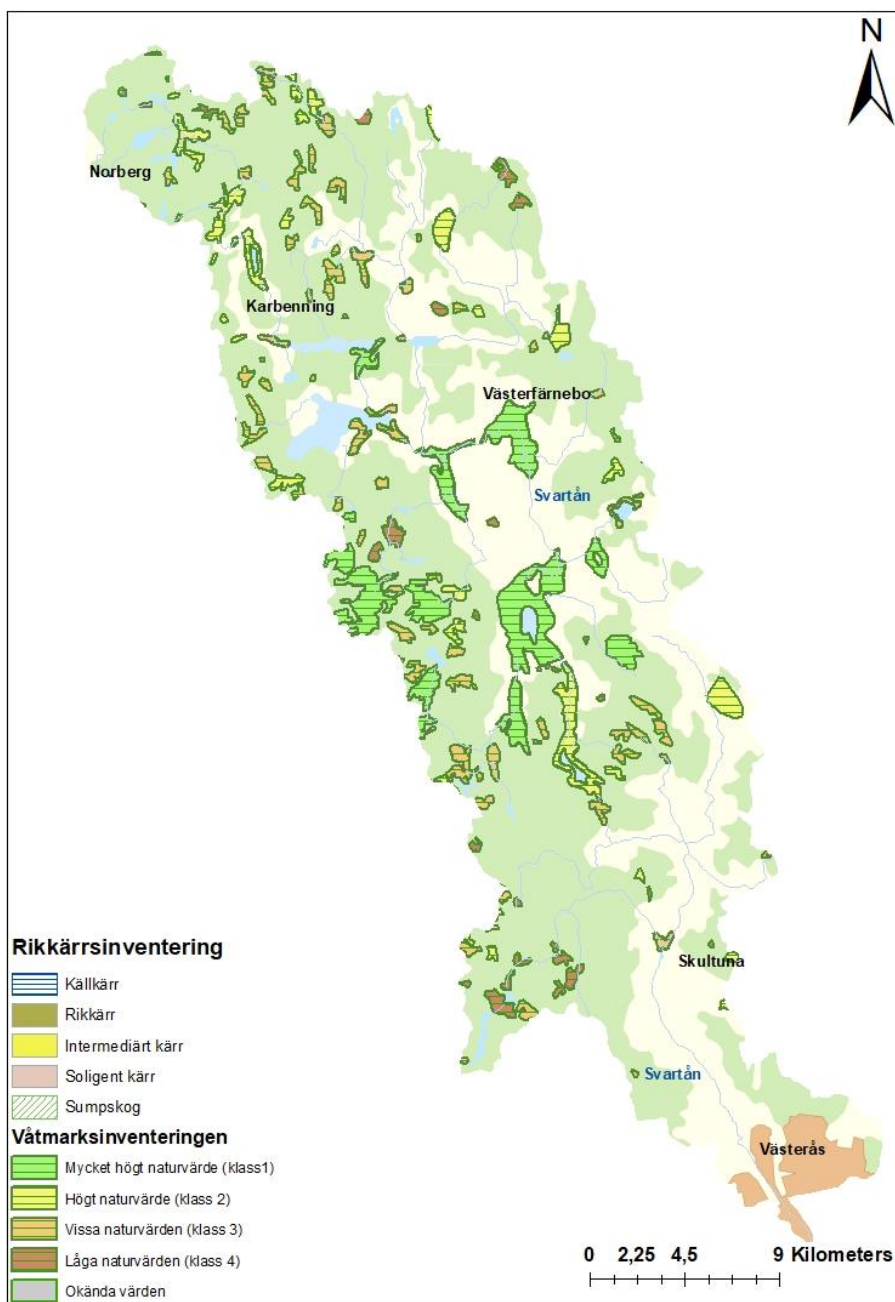 N
Norberg
Karbenning
Västerfärnebo
Svartån
Skultuna
Svartån
Västerås
Rikkärrsinventering
Källkärr
Rikkärr
Intermediärt kärr
Soligent kärr
Sumpskog
Våtmarksinventeringen
Mycket högt naturvärde (klass1)
Högt naturvärde (klass 2)
Vissa naturvärden (klass 3)
Låga naturvärden (klass 4)
Okända värden
0 2,25 4,5 9 Kilometers